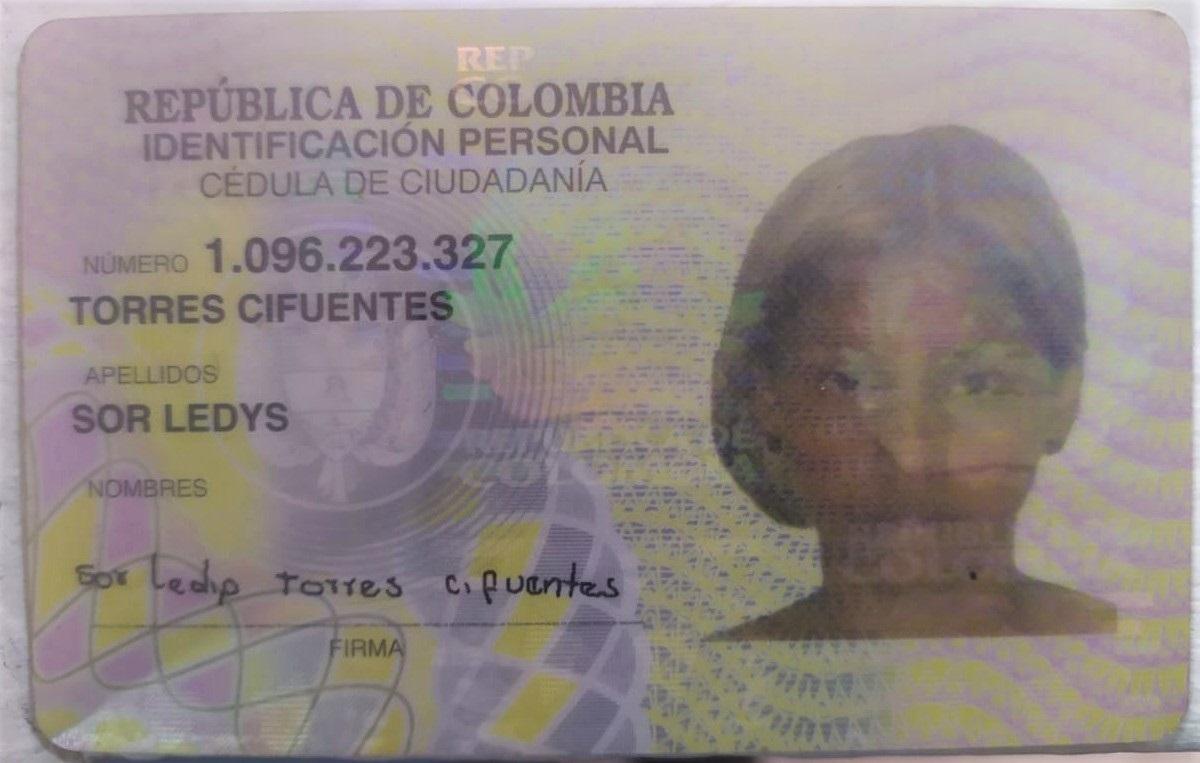 REP
REPÚBLICA DE COLOMBIA
IDENTIFICACIÓN PERSONAL
CÉDULA DE CIUDADANÍA
NÚMERO 1.096.223.327
TORRES CIFUENTES
APELLIDOS
SOR LEDYS
NOMBRES
Sor Ledip Torres Cifuentes
FIRMA